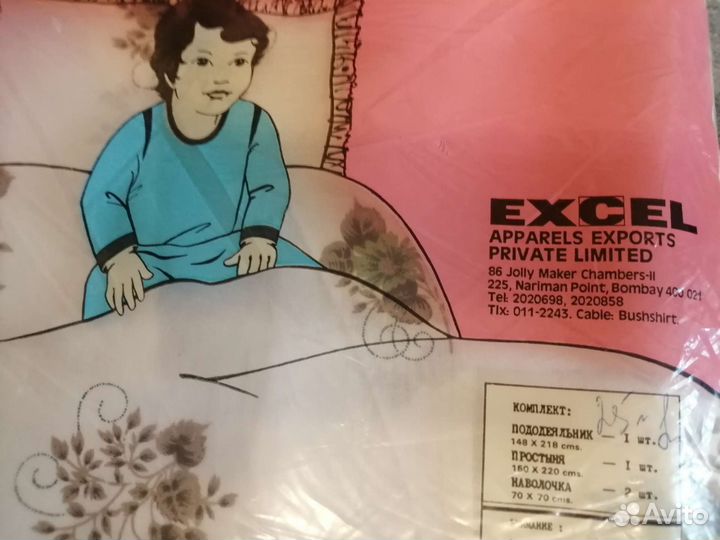 EXCEL
APPARELS EXPORTS
PRIVATE LIMITED
86 Jolly Maker Chambers-II
225, Nariman Point, Bombay 400 021
Tel: 2020698, 2020858
Tlx: 011-2243. Cable: Bushshirt
КОМПЛЕКТ:
ПОДОДЕЯЛЬНИК — 1 шт.
148 X 218 cms.
ПРОСТЫНЯ — 1 шт.
160 X 220 cms.
НАВОЛОЧКА — 2 шт.
70 X 70 cms.
Avito